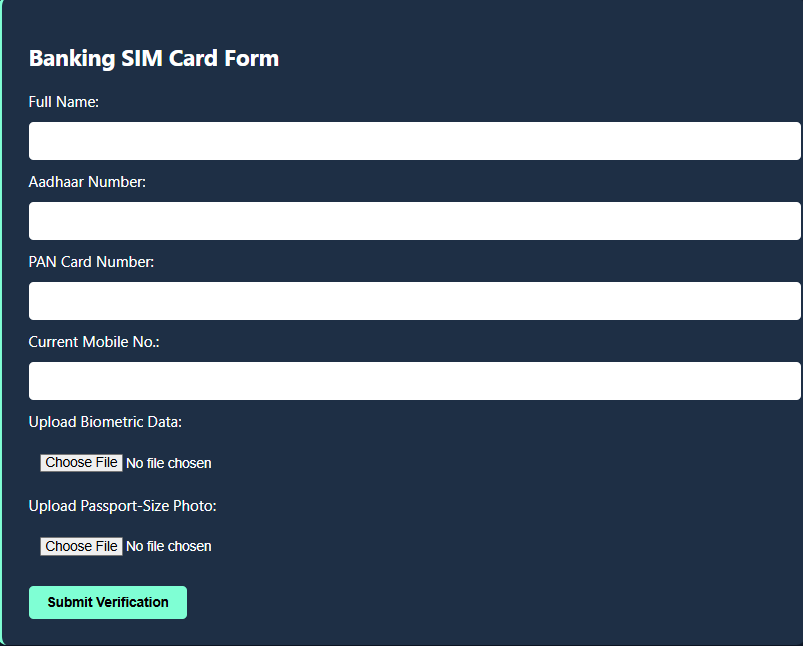 Banking SIM Card Form
Full Name:
Aadhaar Number:
PAN Card Number:
Current Mobile No.:
Upload Biometric Data:
Choose File No file chosen
Upload Passport-Size Photo:
Choose File No file chosen
Submit Verification